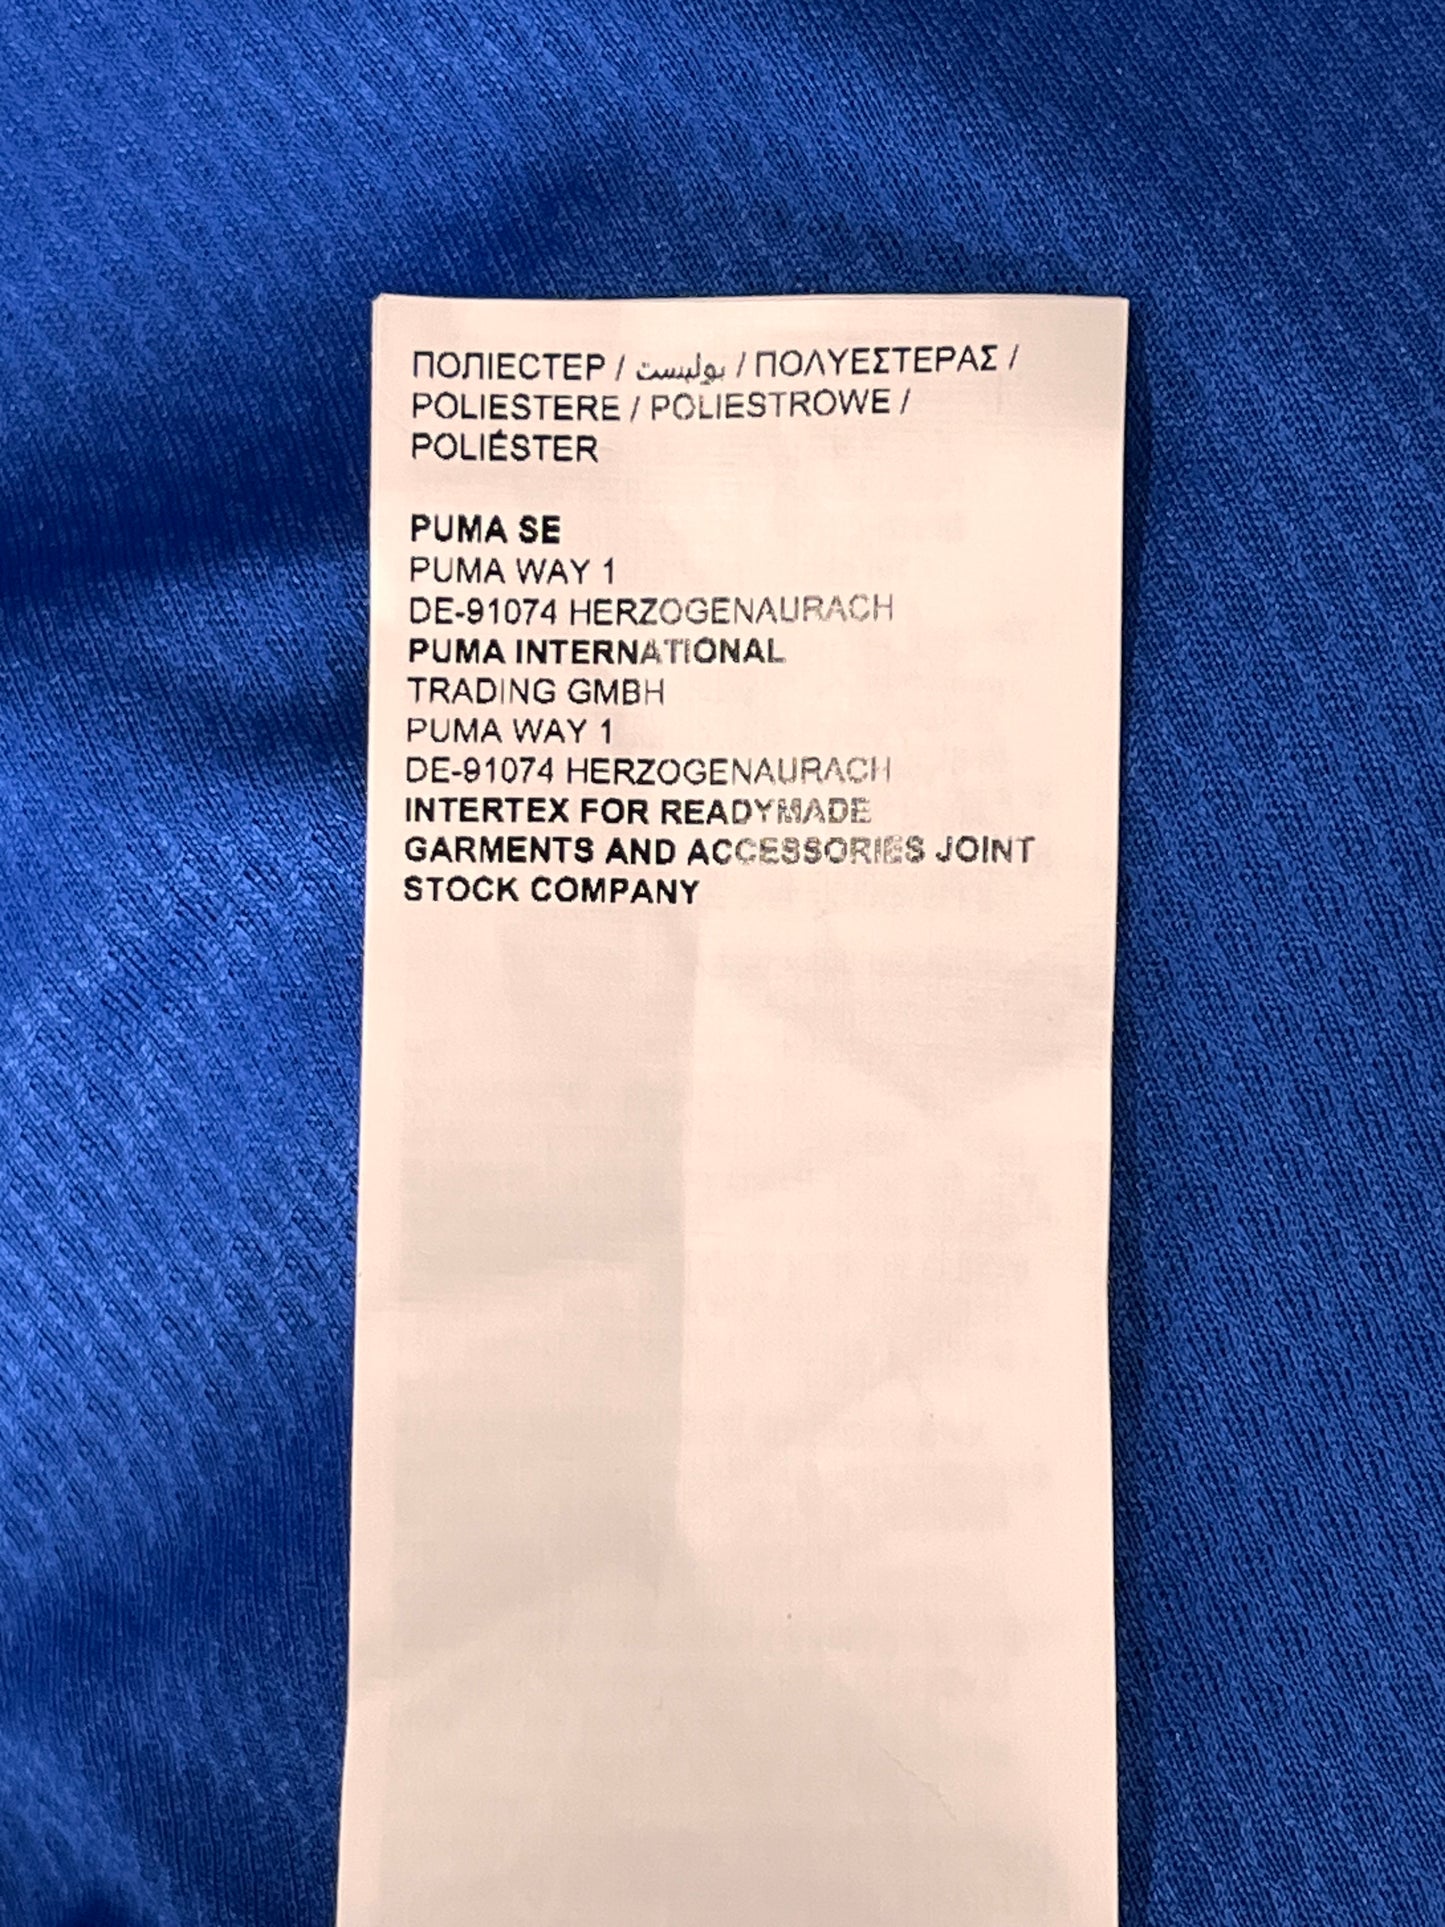 ПОЛІЕСТЕР / بوليست / ΠΟΛΥΕΣΤΕΡΑΣ /
POLIESTERE / POLIESTROWE /
POLIÉSTER
PUMA SE
PUMA WAY 1
DE-91074 HERZOGENAURACH
PUMA INTERNATIONAL
TRADING GMBH
PUMA WAY 1
DE-91074 HERZOGENAURACH
INTERTEX FOR READYMADE
GARMENTS AND ACCESSORIES JOINT
STOCK COMPANY